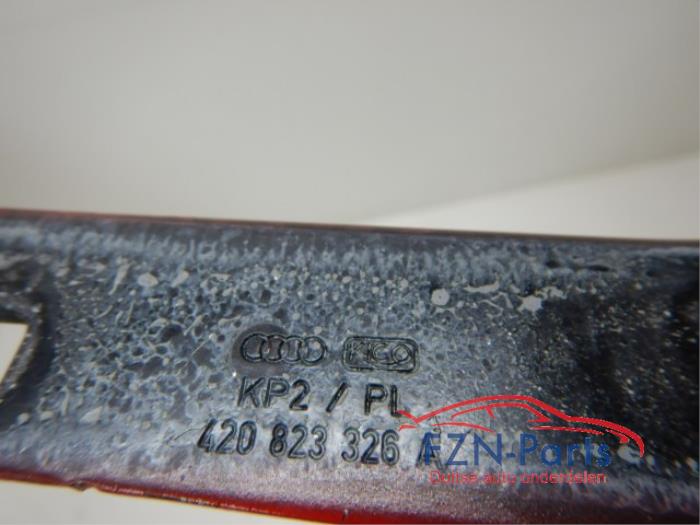 KP2 / PL
420 823 326
FZN-Parts
Duitse auto onderdelen